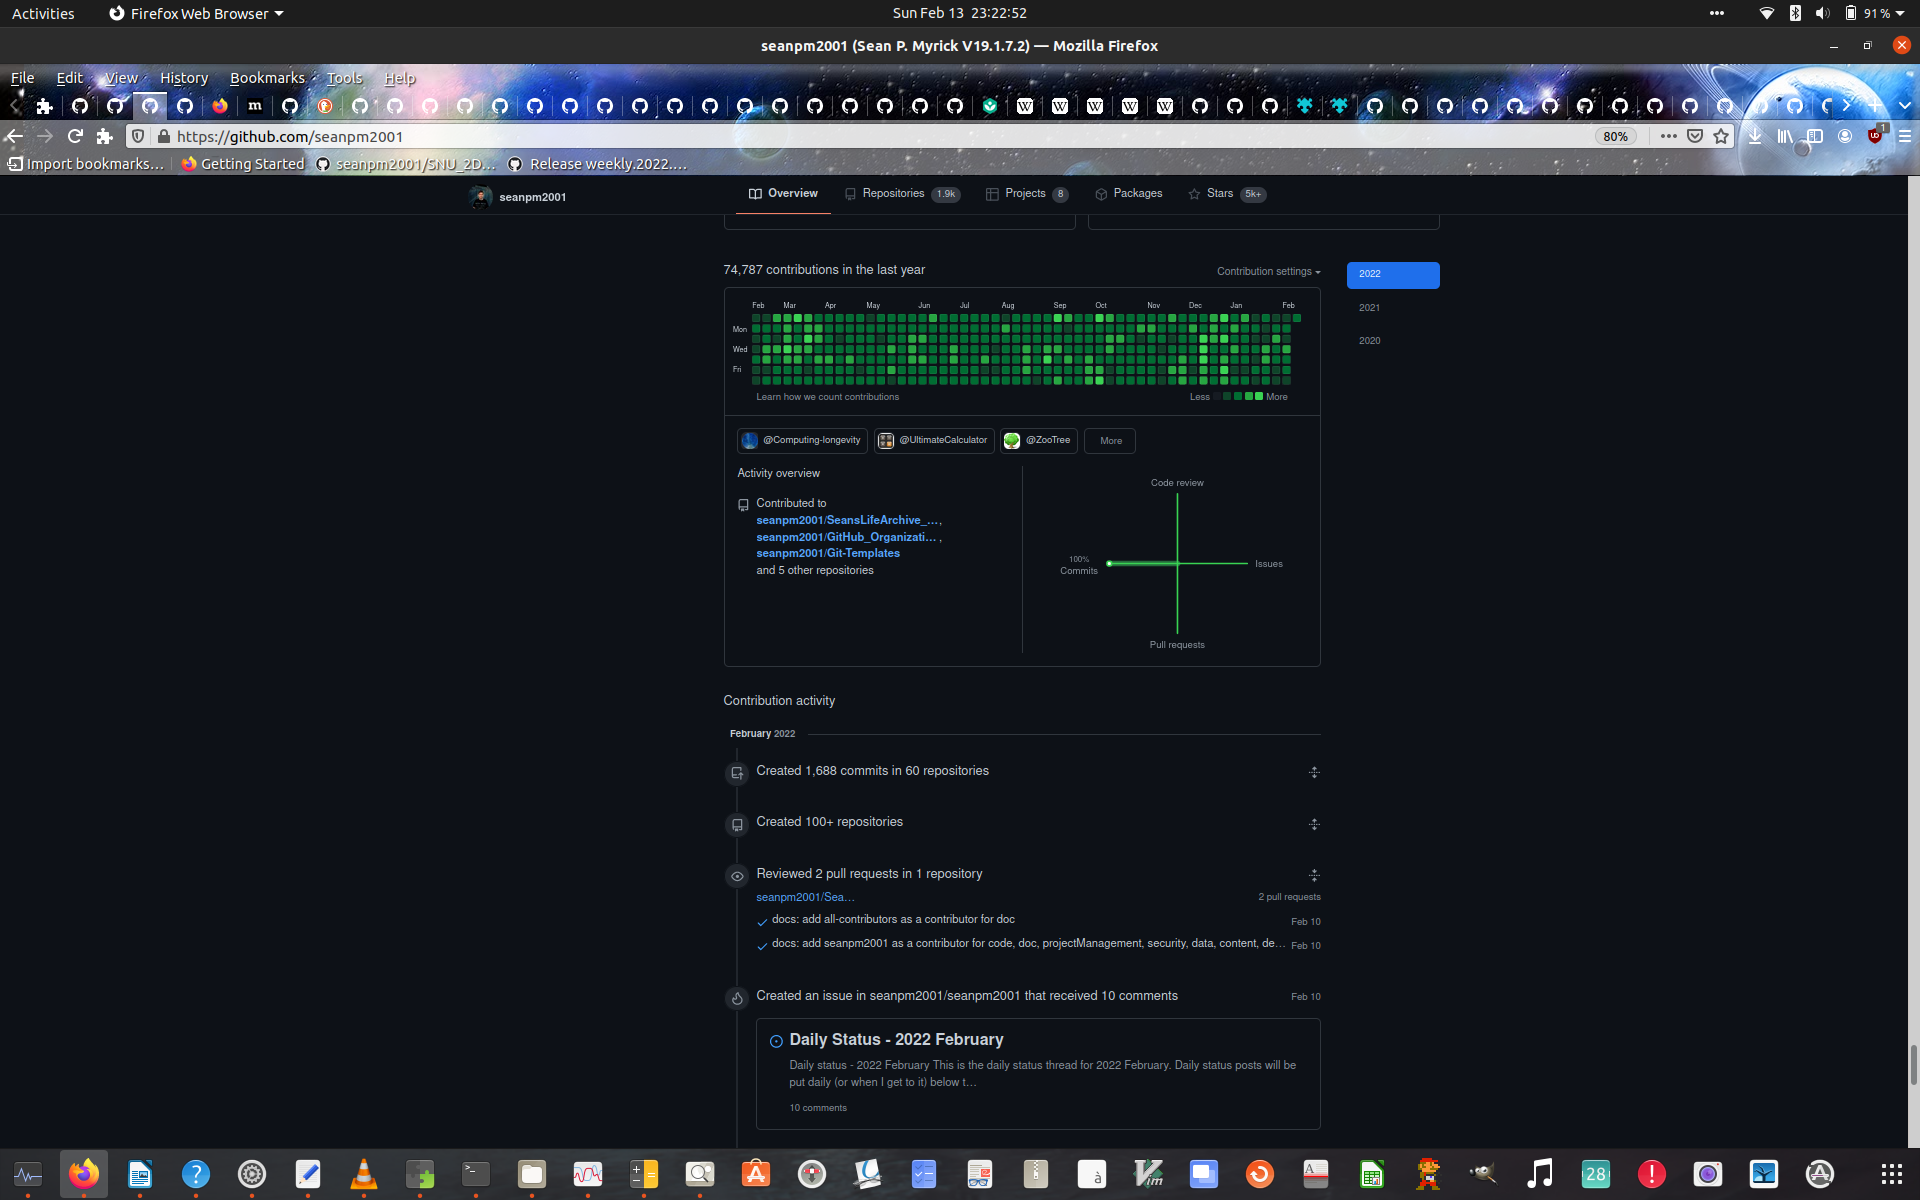 Activities
Firefox Web Browser
Sun Feb 13 23:22:52
91 %
seanpm2001 (Sean P. Myrick V19.1.7.2) — Mozilla Firefox
File Edit View History Bookmarks Tools Help
https://github.com/seanpm2001
80%
1
Import bookmarks…
Getting Started
seanpm2001/SNU_2D…
Release weekly.2022.…
seanpm2001
Overview
Repositories 1.9k
Projects 8
Packages
Stars 5k+
74,787 contributions in the last year
Contribution settings
2022
2021
2020
Feb Mar Apr May Jun Jul Aug Sep Oct Nov Dec Jan Feb
Mon
Wed
Fri
Learn how we count contributions
Less
More
@Computing-longevity
@UltimateCalculator
@ZooTree
More
Activity overview
Contributed to
seanpm2001/SeansLifeArchive_…,
seanpm2001/GitHub_Organizati… ,
seanpm2001/Git-Templates
and 5 other repositories
Code review
100%
Commits
Issues
Pull requests
Contribution activity
February 2022
Created 1,688 commits in 60 repositories
Created 100+ repositories
Reviewed 2 pull requests in 1 repository
seanpm2001/Sea…
2 pull requests
docs: add all-contributors as a contributor for doc
Feb 10
docs: add seanpm2001 as a contributor for code, doc, projectManagement, security, data, content, de…
Feb 10
Created an issue in seanpm2001/seanpm2001 that received 10 comments
Feb 10
Daily Status - 2022 February
Daily status - 2022 February This is the daily status thread for 2022 February. Daily status posts will be
put daily (or when I get to it) below t…
10 comments
28